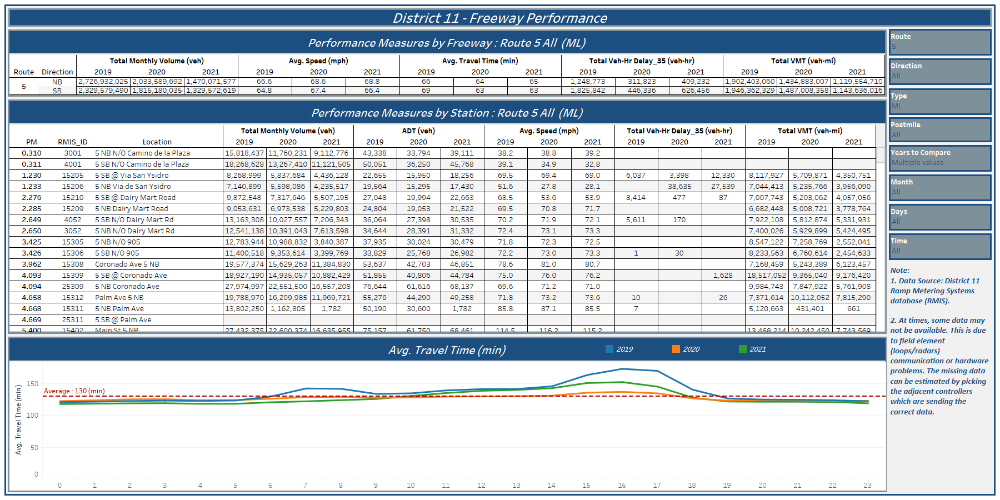 District 11 - Freeway Performance
Performance Measures by Freeway : Route 5 All (ML)
Total Monthly Volume (veh) Avg. Speed (mph) Avg. Travel Time (min) Total Veh-Hr Delay_35 (veh-hr) Total VMT (veh-mi)
Route Direction 2019 2020 2021 2019 2020 2021 2019 2020 2021 2019 2020 2021 2019 2020 2021
5 NB 2,726,932,025 2,033,589,692 1,470,071,577 66.6 68.6 68.8 66 64 65 1,248,773 311,823 409,232 1,902,403,060 1,434,883,007 1,119,554,710
SB 2,329,579,490 1,815,180,035 1,329,572,619 64.8 67.4 66.4 69 63 63 1,825,842 446,336 626,456 1,946,362,329 1,487,008,358 1,143,636,016
Performance Measures by Station : Route 5 All (ML)
Total Monthly Volume (veh) ADT (veh) Avg. Speed (mph) Total Veh-Hr Delay_35 (veh-hr) Total VMT (veh-mi)
PM RMIS_ID Location 2019 2020 2021 2019 2020 2021 2019 2020 2021 2019 2020 2021 2019 2020 2021
0.310 3001 5 NB N/O Camino de la Plaza 15,818,437 11,760,231 9,112,776 43,338 33,794 39,111 38.2 38.8 39.2
0.311 4001 5 SB N/O Camino de la Plaza 18,268,628 13,267,410 11,121,505 50,051 36,250 45,768 39.1 34.9 32.8
1.230 15205 5 SB @ Via San Ysidro 8,268,999 5,837,684 4,436,128 22,655 15,950 18,256 69.5 69.4 69.0 6,037 3,398 12,330 8,117,927 5,709,871 4,350,751
1.233 15206 5 NB Via de San Ysidro 7,140,899 5,598,086 4,235,517 19,564 15,295 17,430 51.6 27.8 28.1 38,635 27,539 7,044,413 5,235,766 3,956,090
2.276 15210 5 SB @ Dairy Mart Road 9,872,548 7,317,646 5,507,195 27,048 19,994 22,663 68.5 53.6 53.9 8,414 477 87 7,007,743 5,203,062 4,057,056
2.285 15209 5 NB Dairy Mart Road 9,053,631 6,973,538 5,229,803 24,804 19,053 21,522 69.5 70.8 71.7 6,682,448 5,008,721 3,778,764
2.649 4052 5 SB N/O Dairy Mart Rd 13,163,308 10,027,557 7,206,343 36,064 27,398 30,535 70.2 71.9 72.1 5,611 170 7,922,108 5,812,874 5,331,931
2.650 3052 5 NB N/O Dairy Mart Rd 12,541,138 10,391,043 7,613,598 34,644 28,391 31,332 72.4 73.1 73.3 7,400,026 5,929,899 5,424,495
3.425 15305 5 NB N/O 905 12,783,944 10,988,832 3,840,387 37,935 30,024 30,479 71.8 72.3 72.5 8,547,122 7,258,769 2,552,041
3.426 15306 5 SB N/O 905 11,400,518 9,353,614 3,399,769 33,829 25,768 26,982 72.2 73.0 73.3 1 30 8,233,563 6,760,614 2,454,633
3.962 15308 Coronado Ave 5 NB 19,577,374 15,629,263 11,384,830 53,637 42,703 46,851 78.6 81.0 80.7 7,168,459 5,243,389 6,123,457
4.093 15309 5 SB @ Coronado Ave 18,927,190 14,935,057 10,882,429 51,855 40,806 44,784 75.0 76.0 76.2 1,628 18,517,052 9,365,040 9,176,420
4.094 25309 5 NB Coronado Ave 27,974,997 22,551,500 16,557,208 76,644 61,616 68,137 69.6 71.2 71.0 9,984,743 7,847,922 5,761,908
4.658 15312 Palm Ave 5 NB 19,788,970 16,209,985 11,969,721 55,276 44,290 49,258 71.8 73.2 73.6 10 26 7,371,614 10,112,052 7,815,290
4.668 15311 5 NB Palm Ave 13,802,250 1,162,805 1,782 50,190 30,600 1,782 85.8 87.1 85.5 7 5,120,663 431,401 661
4.669 25311 5 SB @ Palm Ave
5.400 15402 Main St 5 NB 27,432,375 22,600,374 16,635,955 75,157 61,750 68,461 114.5 116.2 115.2 13,468,214 10,242,450 7,743,569
Avg. Travel Time (min) 2019 2020 2021
Avg. Travel Time (min)
150
Average : 130 (min)
100
50
0
0 1 2 3 4 5 6 7 8 9 10 11 12 13 14 15 16 17 18 19 20 21 22 23
Route
5
Direction
All
Type
ML
Postmile
All
Years to Compare
Multiple values
Month
All
Days
All
Time
All
Note:
1. Data Source: District 11
Ramp Metering Systems
database (RMIS).
2. At times, some data may
not be available. This is due
to field element
(loops/radars)
communication or hardware
problems. The missing data
can be estimated by picking
the adjacent controllers
which are sending the
correct data.